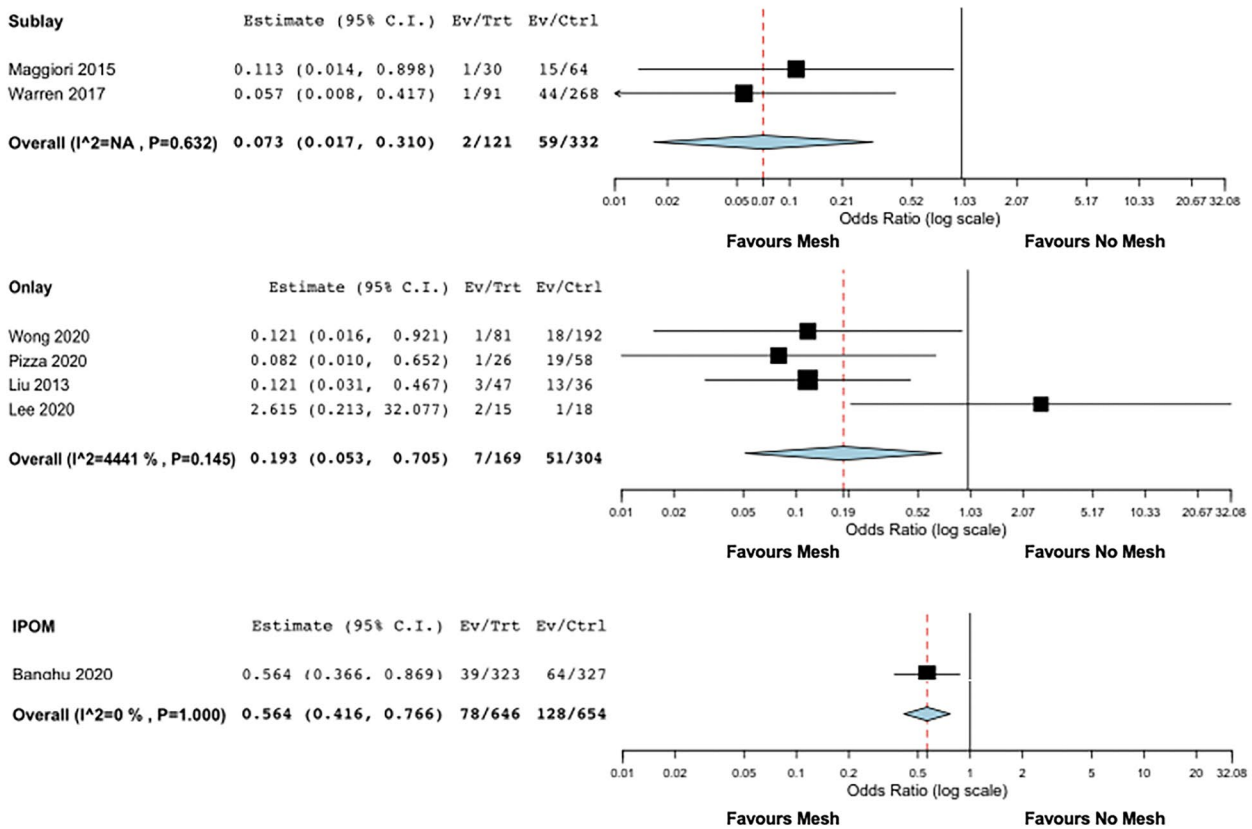 Sublay Estimate (95% C.I.) Ev/Trt Ev/Ctrl
Maggiori 2015 0.113 (0.014, 0.898) 1/30 15/64
Warren 2017 0.057 (0.008, 0.417) 1/91 44/268
Overall (I^2=NA , P=0.632) 0.073 (0.017, 0.310) 2/121 59/332
0.01 0.02 0.05 0.07 0.1 0.21 0.52 1.03 2.07 5.17 10.33 20.67 32.08
Odds Ratio (log scale)
Favours Mesh Favours No Mesh
Onlay Estimate (95% C.I.) Ev/Trt Ev/Ctrl
Wong 2020 0.121 (0.016, 0.921) 1/81 18/192
Pizza 2020 0.082 (0.010, 0.652) 1/26 19/58
Liu 2013 0.121 (0.031, 0.467) 3/47 13/36
Lee 2020 2.615 (0.213, 32.077) 2/15 1/18
Overall (I^2=4441 % , P=0.145) 0.193 (0.053, 0.705) 7/169 51/304
0.01 0.02 0.05 0.1 0.19 0.52 1.03 2.07 5.17 10.33 20.67 32.08
Odds Ratio (log scale)
Favours Mesh Favours No Mesh
IPOM Estimate (95% C.I.) Ev/Trt Ev/Ctrl
Banghu 2020 0.564 (0.366, 0.869) 39/323 64/327
Overall (I^2=0 % , P=1.000) 0.564 (0.416, 0.766) 78/646 128/654
0.01 0.02 0.05 0.1 0.2 0.5 1 2 5 10 20 32.08
Odds Ratio (log scale)
Favours Mesh Favours No Mesh